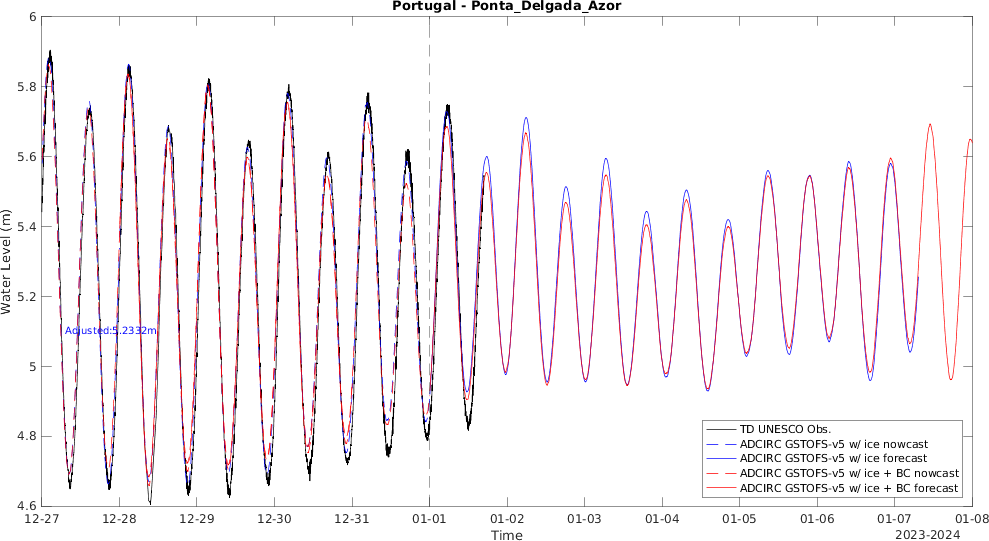 Portugal - Ponta_Delgada_Azor
6
5.8
5.6
5.4
5.2
5
4.8
4.6
Water Level (m)
Adjusted:5.2332m
TD UNESCO Obs.
ADCIRC GSTOFS-v5 w/ ice nowcast
ADCIRC GSTOFS-v5 w/ ice forecast
ADCIRC GSTOFS-v5 w/ ice + BC nowcast
ADCIRC GSTOFS-v5 w/ ice + BC forecast
12-27 12-28 12-29 12-30 12-31 01-01 01-02 01-03 01-04 01-05 01-06 01-07 01-08
Time
2023-2024